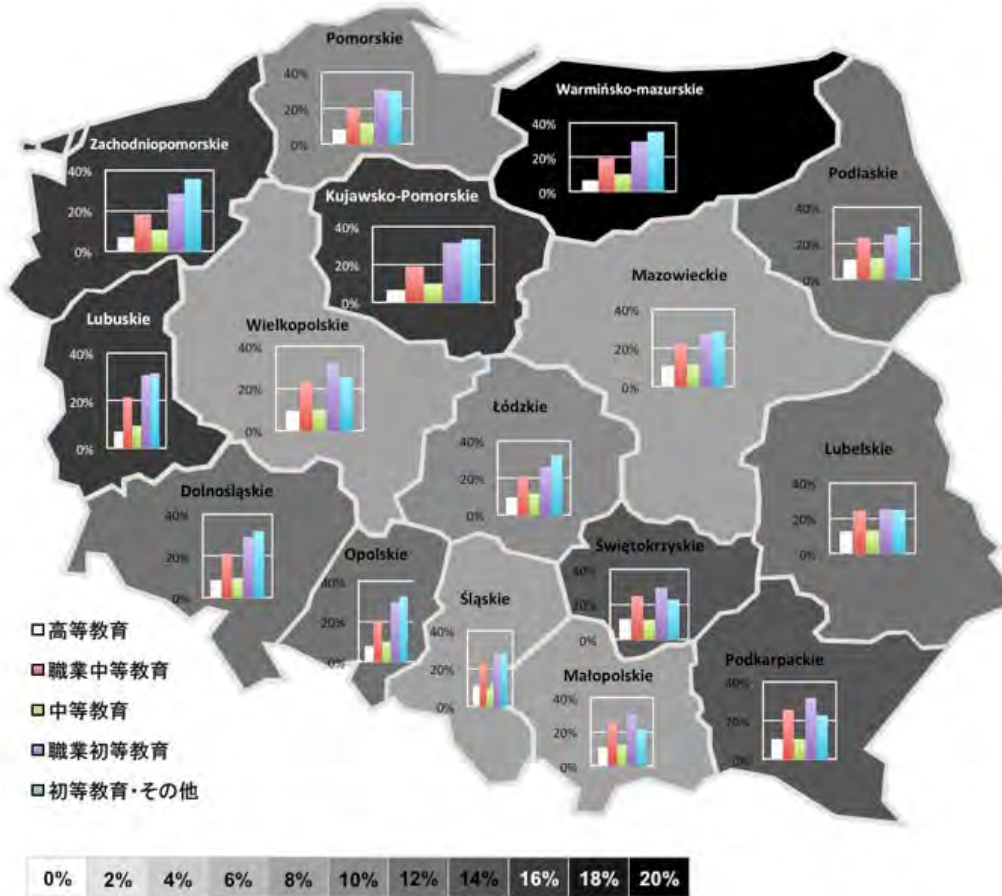 Pomorskie
40%
20%
0%
Warmińsko-mazurskie
40%
20%
0%
Zachodniopomorskie
40%
20%
0%
Podlaskie
40%
20%
0%
Kujawsko-Pomorskie
40%
20%
0%
Mazowieckie
40%
20%
0%
Lubuskie
40%
20%
0%
Wielkopolskie
40%
20%
0%
Łódzkie
40%
20%
0%
Lubelskie
40%
20%
0%
Dolnośląskie
40%
20%
0%
Opolskie
40%
20%
0%
Świętokrzyskie
40%
20%
0%
Śląskie
40%
20%
0%
Małopolskie
40%
20%
0%
Podkarpackie
40%
20%
0%
高等教育
職業中等教育
中等教育
職業初等教育
初等教育・その他
0% 2% 4% 6% 8% 10% 12% 14% 16% 18% 20%